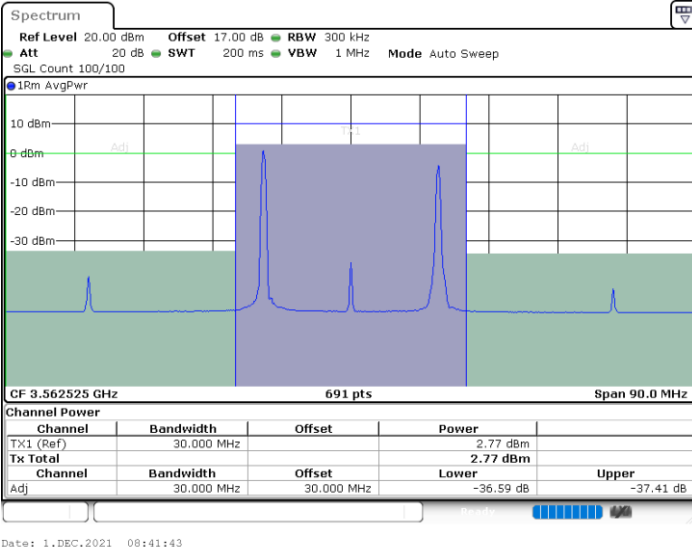 Spectrum
Ref Level 20.00 dBm Offset 17.00 dB RBW 300 kHz
Att 20 dB SWT 200 ms VBW 1 MHz Mode Auto Sweep
SGL Count 100/100
1Rm AvgPwr
10 dBm
TX1
Adj
Adj
0 dBm
-10 dBm
-20 dBm
-30 dBm
CF 3.562525 GHz 691 pts Span 90.0 MHz
Channel Power
Channel Bandwidth Offset Power
TX1 (Ref) 30.000 MHz 2.77 dBm
Tx Total 2.77 dBm
Channel Bandwidth Offset Lower Upper
Adj 30.000 MHz 30.000 MHz -36.59 dB -37.41 dB
Ready
Date: 1.DEC.2021 08:41:43